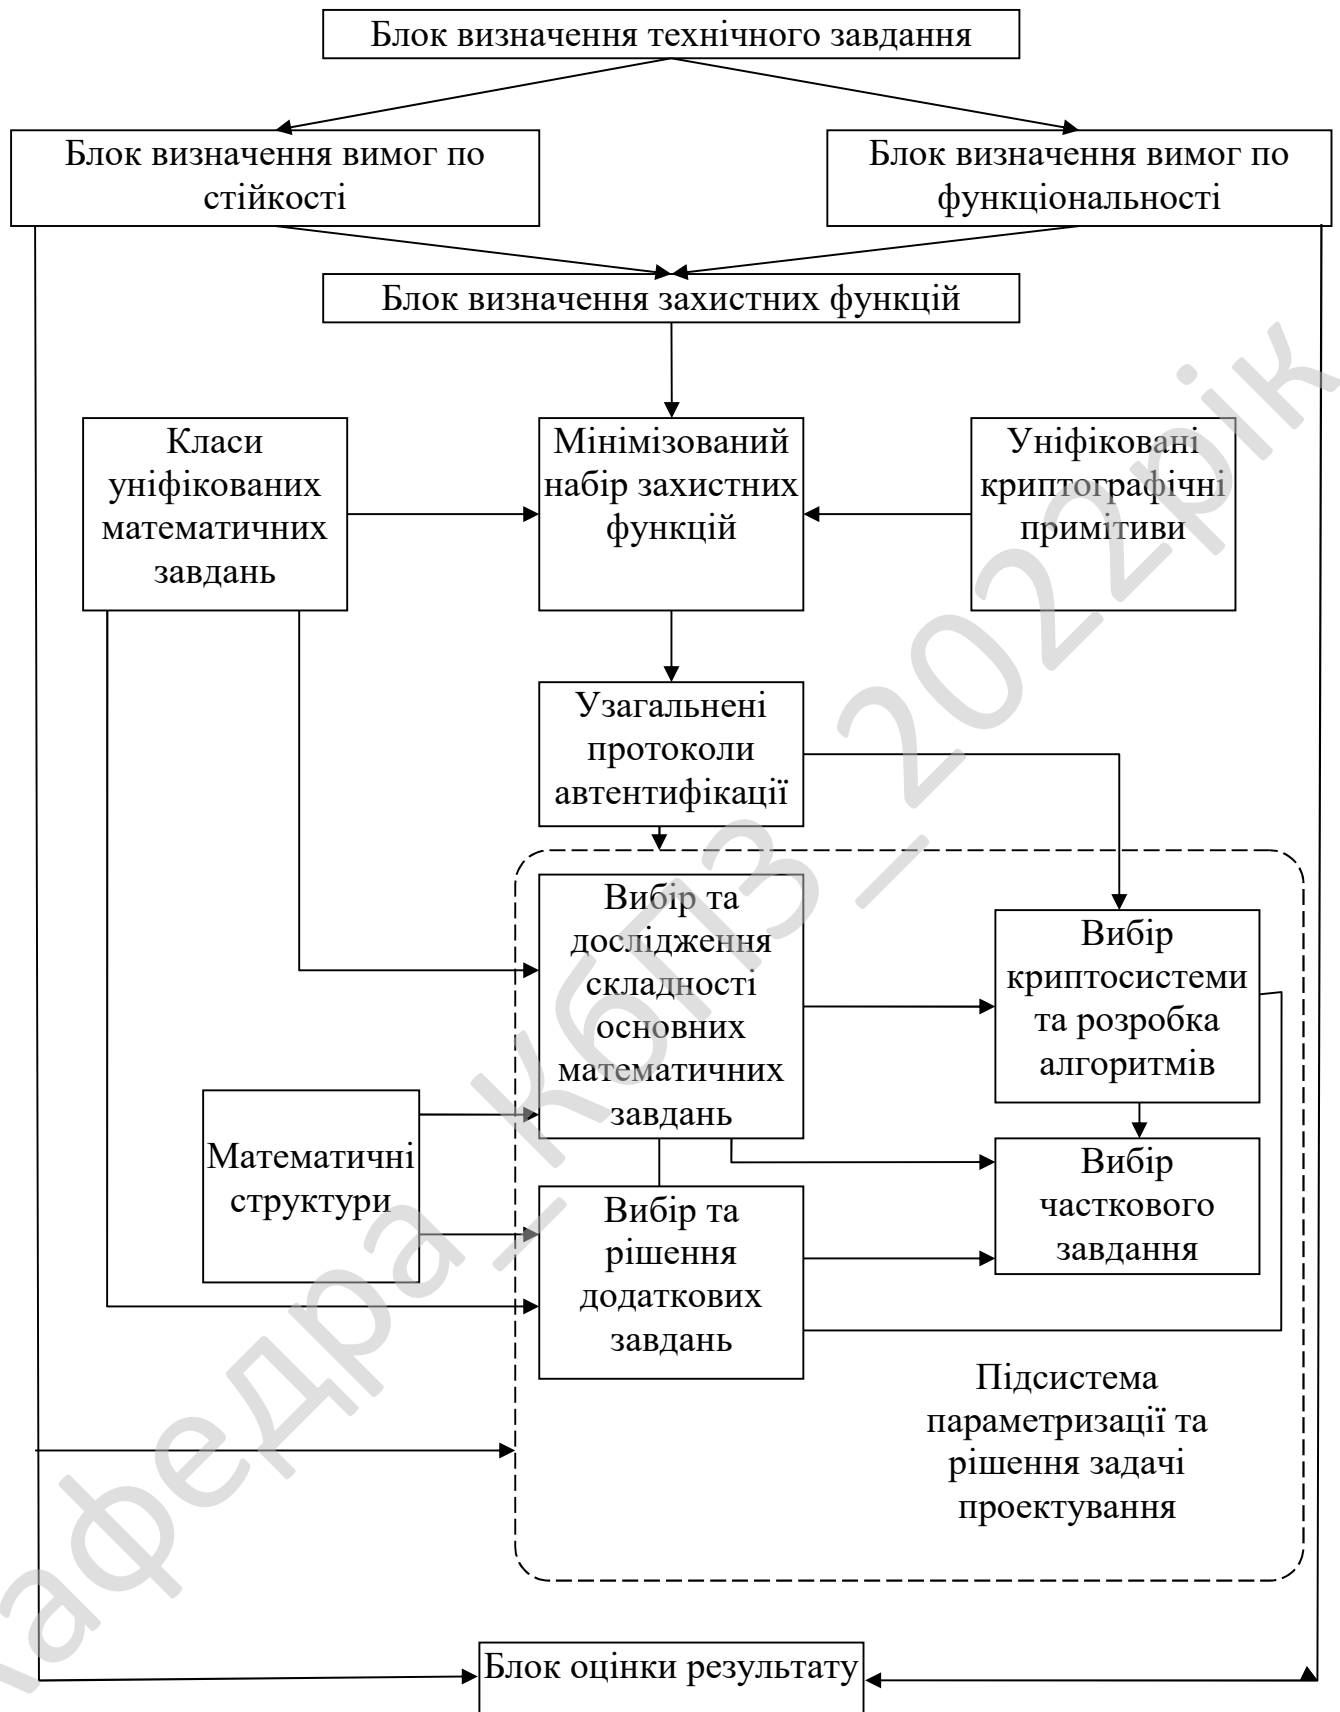 Блок визначення технічного завдання
Блок визначення вимог по
стійкості
Блок визначення вимог по
функціональності
Блок визначення захистних функцій
Класи
уніфікованих
математичних
завдань
Мінімізований
набір захистних
функцій
Уніфіковані
криптографічні
примітиви
Узагальнені
протоколи
автентифікації
Вибір та
дослідження
складності
основних
математичних
завдань
Вибір
криптосистеми
та розробка
алгоритмів
Математичні
структури
Вибір та
рішення
додаткових
завдань
Вибір
часткового
завдання
Підсистема
параметризації та
рішення задачі
проектування
Блок оцінки результату
кафедра_КбПЗ_2022рік